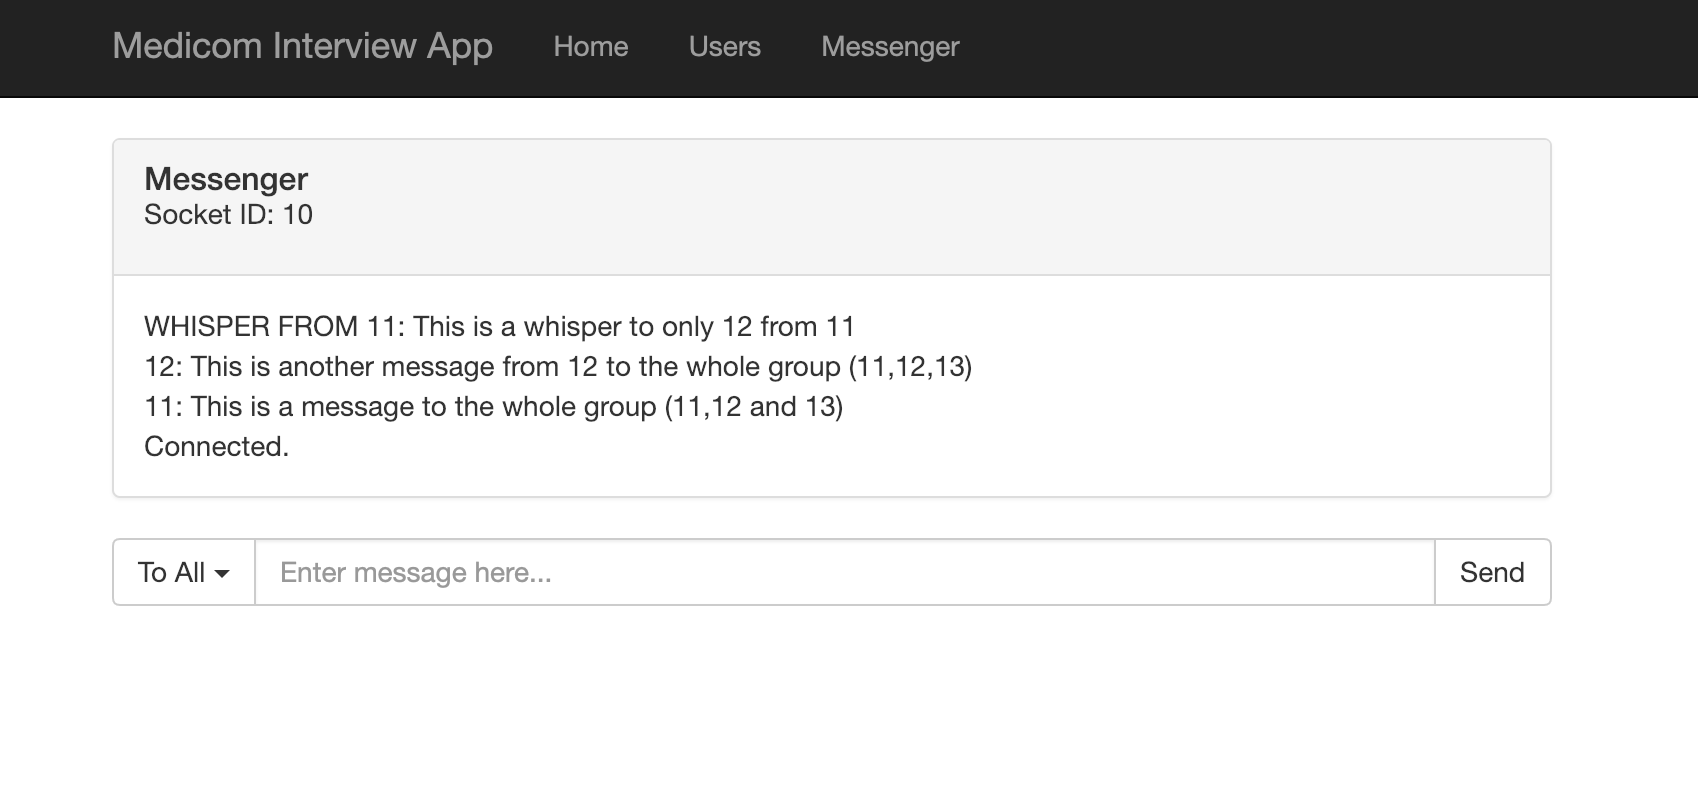 Medicom Interview App Home Users Messenger
Messenger
Socket ID: 10
WHISPER FROM 11: This is a whisper to only 12 from 11
12: This is another message from 12 to the whole group (11,12,13)
11: This is a message to the whole group (11,12 and 13)
Connected.
To All Enter message here... Send